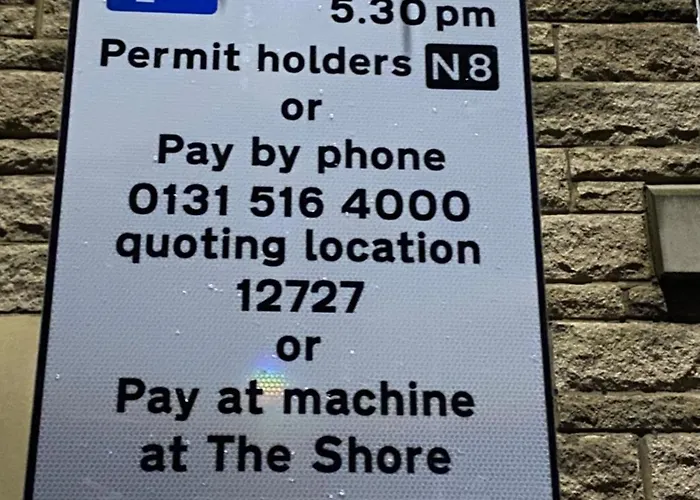 5.30 pm
Permit holders N.8
or
Pay by phone
0131 516 4000
quoting location
12727
or
Pay at machine
at The Shore